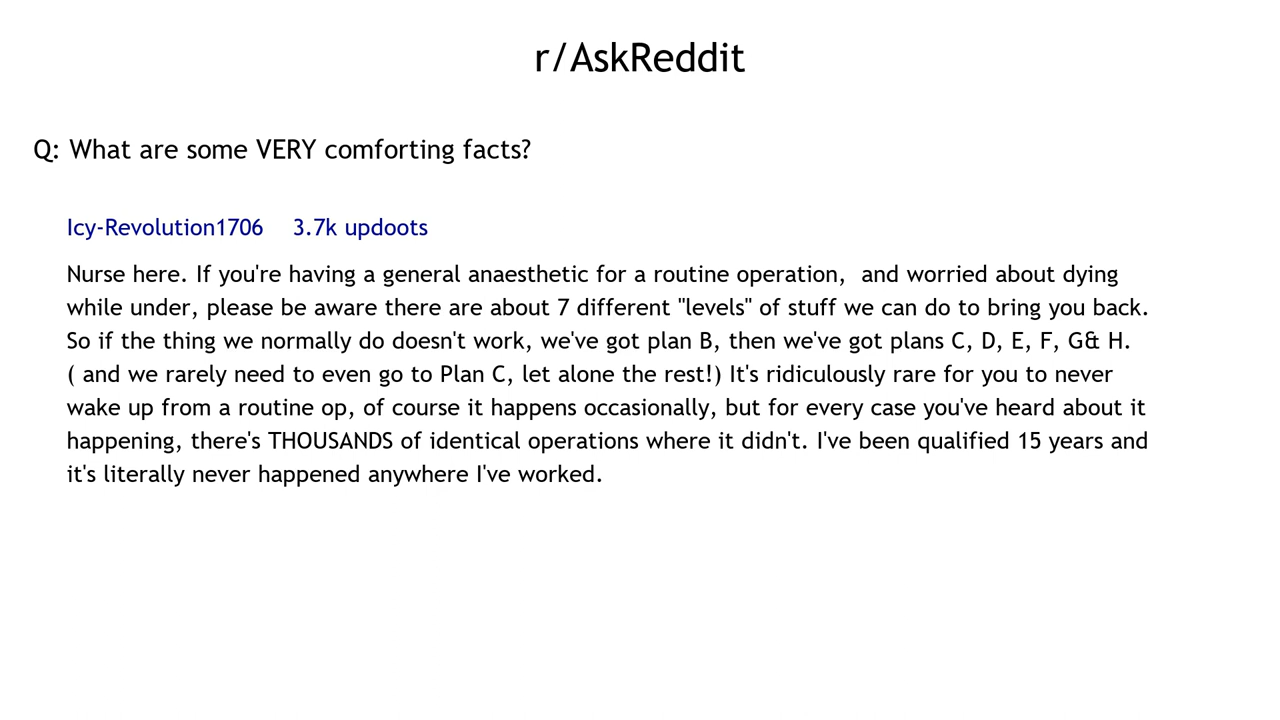 r/AskReddit
Q: What are some VERY comforting facts?
Icy-Revolution1706 3.7k updoots
Nurse here. If you're having a general anaesthetic for a routine operation,  and worried about dying
while under, please be aware there are about 7 different "levels" of stuff we can do to bring you back.
So if the thing we normally do doesn't work, we've got plan B, then we've got plans C, D, E, F, G& H.
( and we rarely need to even go to Plan C, let alone the rest!) It's ridiculously rare for you to never
wake up from a routine op, of course it happens occasionally, but for every case you've heard about it
happening, there's THOUSANDS of identical operations where it didn't. I've been qualified 15 years and
it's literally never happened anywhere I've worked.